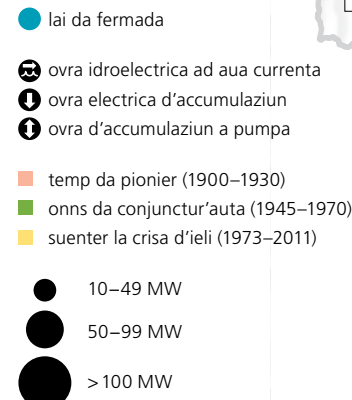 lai da fermada
ovra idroelectrica ad aua currenta
ovra electrica d’accumulaziun
ovra d’accumulaziun a pumpa
temp da pionier (1900–1930)
onns da conjunctur’auta (1945–1970)
suenter la crisa d’ieli (1973–2011)
10–49 MW
50–99 MW
>100 MW